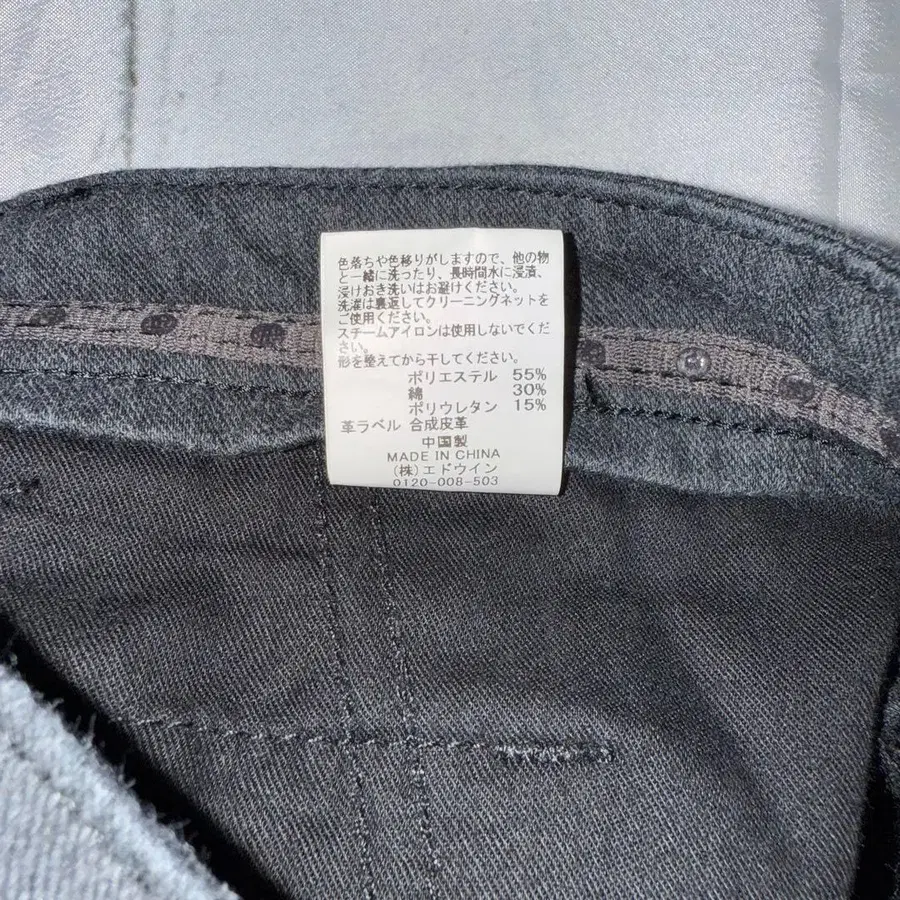 色落ちや色移りがしますので、他の物
と一緒に洗ったり、長時間水に浸漬、
浸けおき洗いはお避けください。
洗濯は裏返してクリーニングネットを
ご使用ください。
スチームアイロンは使用しないでくだ
さい。
形を整えてから干してください。
ポリエステル 55%
綿 30%
ポリウレタン 15%
革ラベル 合成皮革
中国製
MADE IN CHINA
(株)エドウイン
0120-008-503